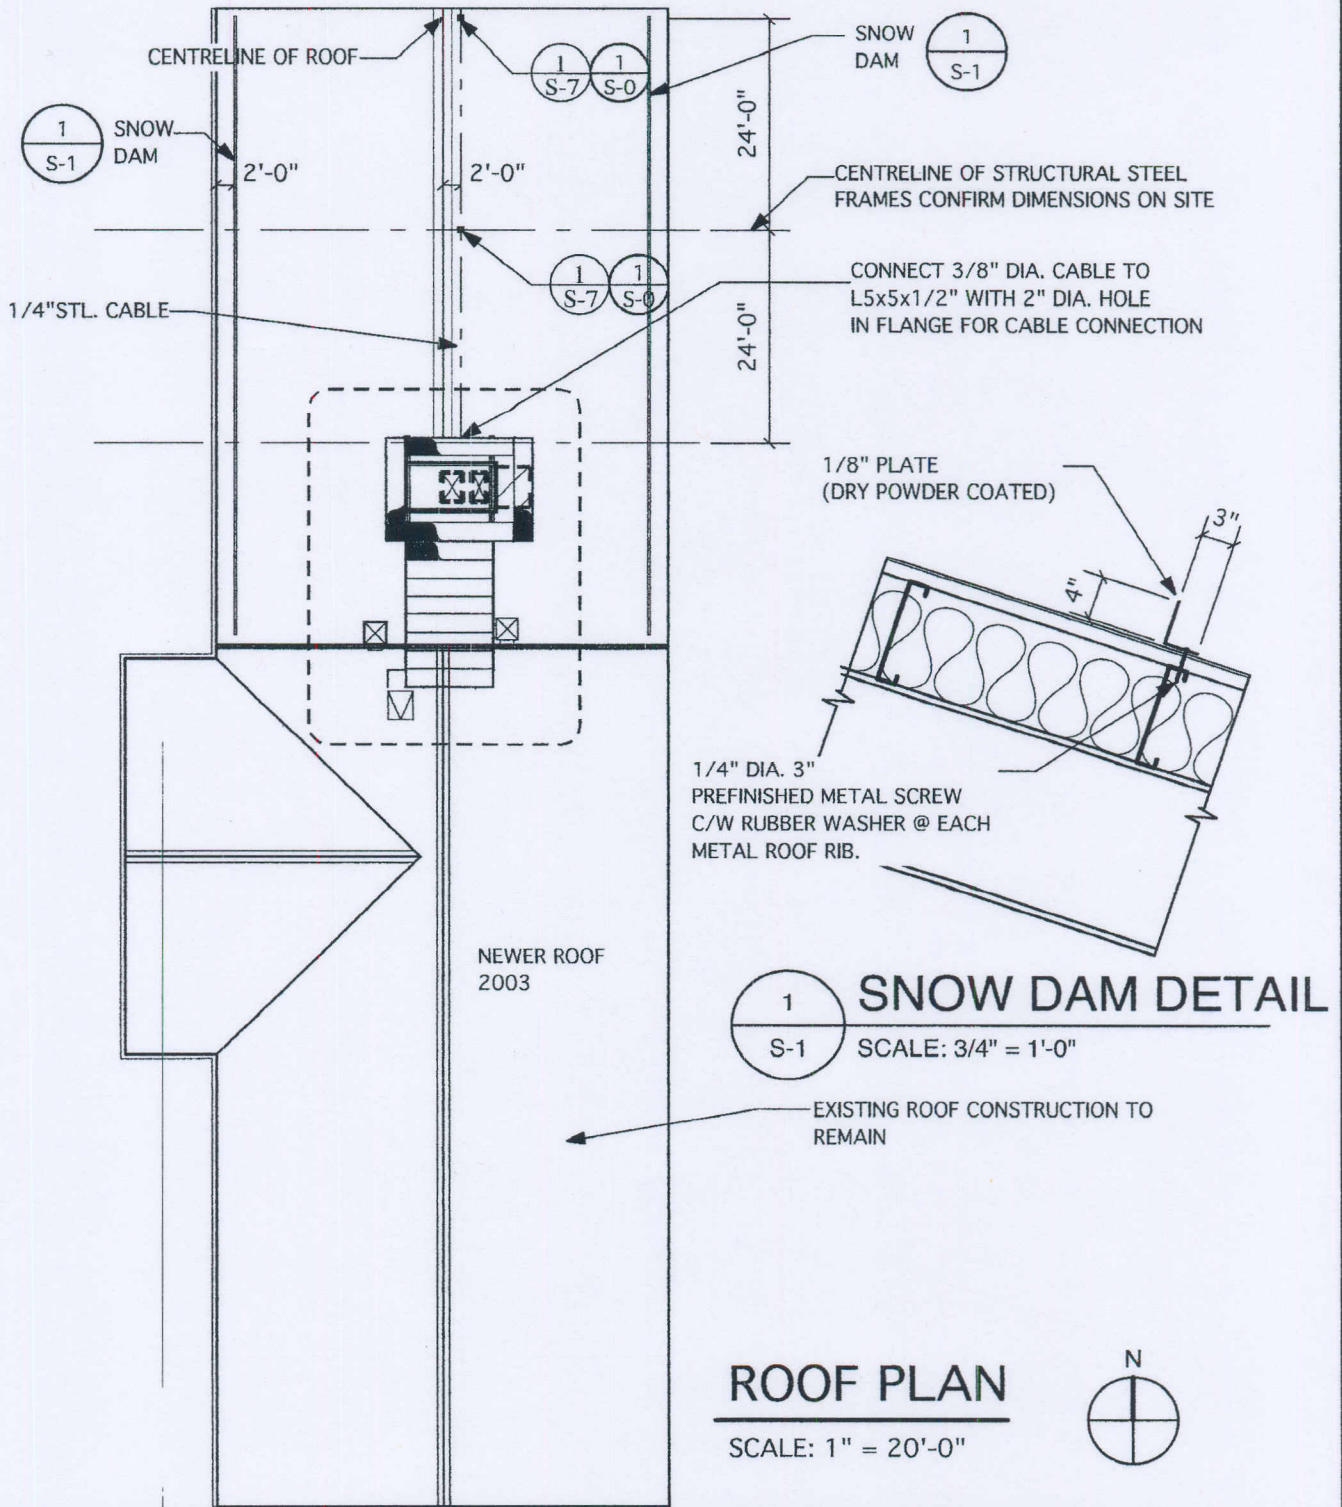 CENTRELINE OF ROOF
1
S-7
1
S-0
SNOW
DAM
1
S-1
1
S-1
SNOW
DAM
2'-0"
2'-0"
24'-0"
CENTRELINE OF STRUCTURAL STEEL
FRAMES CONFIRM DIMENSIONS ON SITE
1
S-7
1
S-0
CONNECT 3/8" DIA. CABLE TO
L5x5x1/2" WITH 2" DIA. HOLE
IN FLANGE FOR CABLE CONNECTION
1/4"STL. CABLE
24'-0"
1/8" PLATE
(DRY POWDER COATED)
3"
4"
1/4" DIA. 3"
PREFINISHED METAL SCREW
C/W RUBBER WASHER @ EACH
METAL ROOF RIB.
NEWER ROOF
2003
1
S-1
SNOW DAM DETAIL
SCALE: 3/4" = 1'-0"
EXISTING ROOF CONSTRUCTION TO
REMAIN
ROOF PLAN
SCALE: 1" = 20'-0"
N